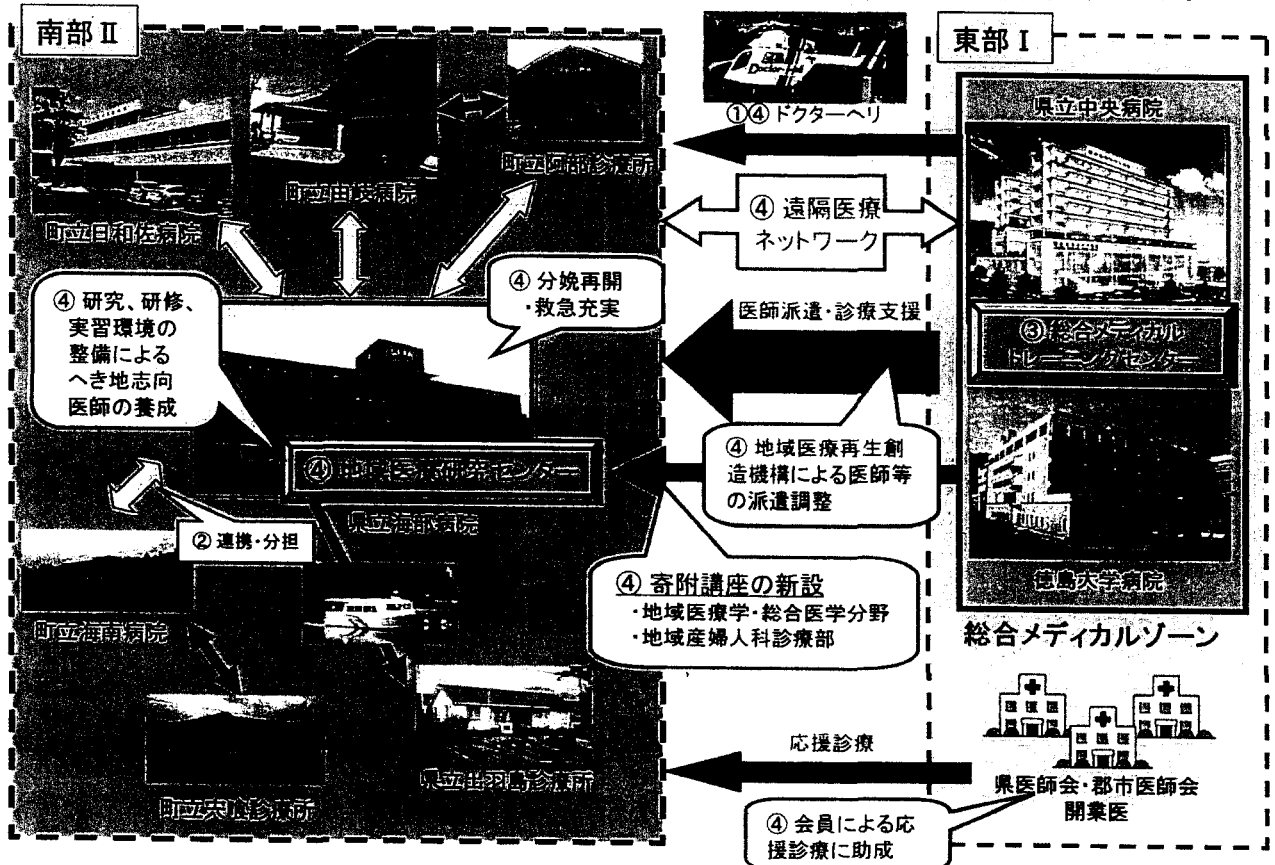 南部Ⅱ
町立日和佐病院
町立由岐病院
町立阿部診療所
④ 研究、研修、
実習環境の
整備による
へき地志向
医師の養成
④ 分娩再開
・救急充実
④地域医療研究センター
県立海部病院
② 連携・分担
町立海南病院
町立宍喰診療所
県立出羽島診療所
Doctor
①④ ドクターヘリ
④ 遠隔医療
ネットワーク
医師派遣・診療支援
④ 地域医療再生創
造機構による医師等
の派遣調整
④ 寄附講座の新設
・地域医療学・総合医学分野
・地域産婦人科診療部
応援診療
④ 会員による応
援診療に助成
東部Ⅰ
県立中央病院
③総合メディカル
トレーニングセンター
徳島大学病院
総合メディカルゾーン
県医師会・郡市医師会
開業医